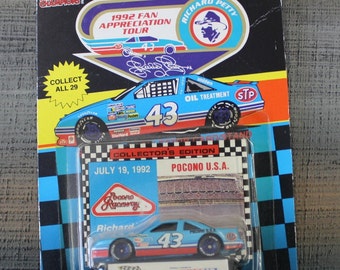 1992 FAN
APPRECIATION
TOUR
RICHARD PETTY
43
COLLECT
ALL 29
OIL TREATMENT
STP
43
COLLECTOR'S EDITION
JULY 19, 1992
POCONO U.S.A.
Pocono
Raceway
Richard
43